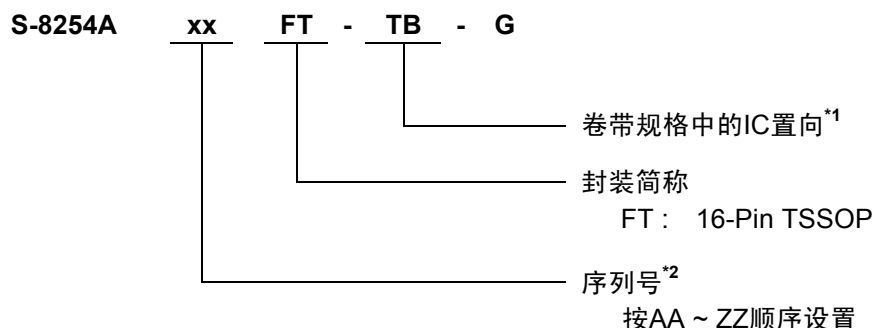 S-8254A xx FT - TB - G
卷带规格中的IC置向*1
封装简称
FT : 16-Pin TSSOP
序列号*2
按AA ~ ZZ顺序设置